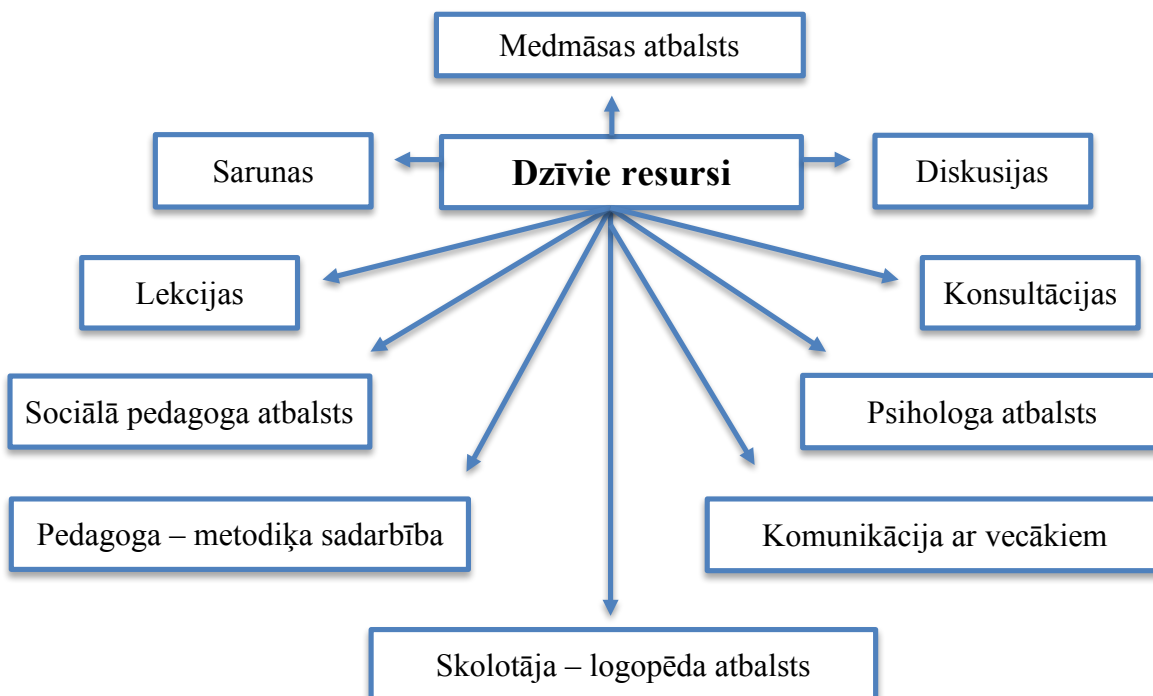 Medmāsas atbalsts
Sarunas
Dzīvie resursi
Diskusijas
Lekcijas
Konsultācijas
Sociālā pedagoga atbalsts
Psihologa atbalsts
Pedagoga – metodiķa sadarbība
Komunikācija ar vecākiem
Skolotāja – logopēda atbalsts